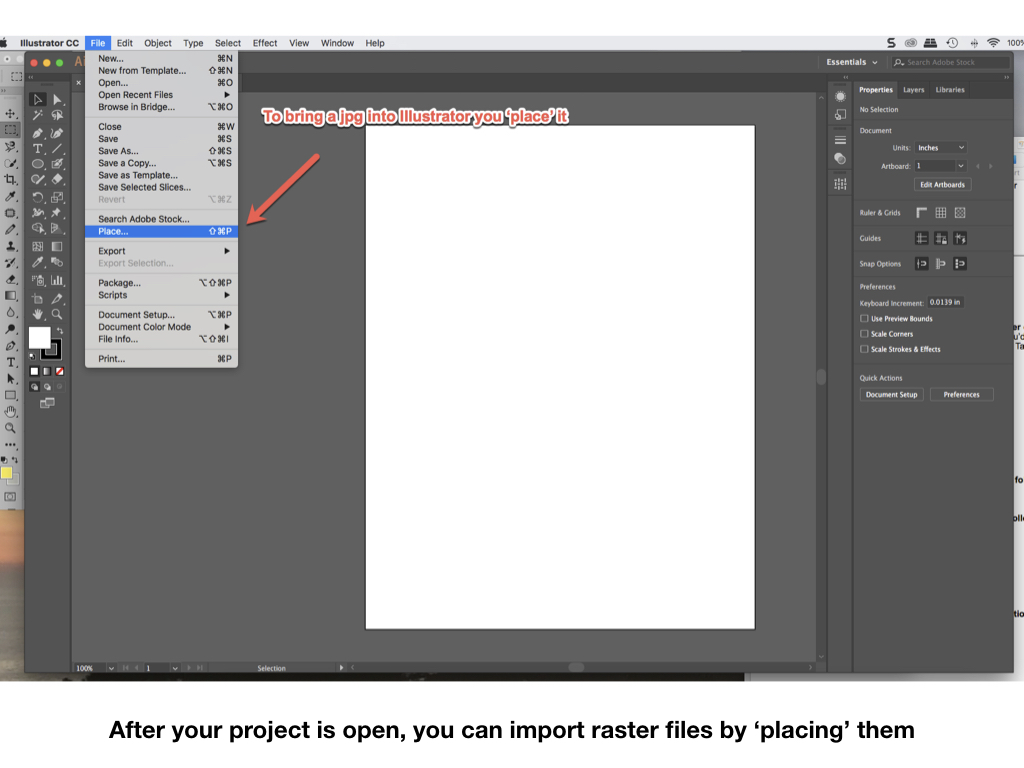 Illustrator CC File Edit Object Type Select Effect View Window Help
100%
Essentials
Search Adobe Stock
New... ⌘N
New from Template... ⇧⌘N
Open... ⌘O
Open Recent Files ▶
Browse in Bridge... ⌥⌘O
Close ⌘W
Save ⌘S
Save As... ⇧⌘S
Save a Copy... ⌥⌘S
Save as Template...
Save Selected Slices...
Revert ⌥⌘Z
Search Adobe Stock...
Place... ⇧⌘P
Export ▶
Export Selection...
Package... ⌥⇧⌘P
Scripts ▶
Document Setup... ⌥⌘P
Document Color Mode ▶
File Info... ⌥⇧⌘I
Print... ⌘P
To bring a jpg into Illustrator you ‘place’ it
Properties Layers Libraries
No Selection
Document
Units: Inches
Artboard: 1
Edit Artboards
Ruler & Grids
Guides
Snap Options
Preferences
Keyboard Increment: 0.0139 in
Use Preview Bounds
Scale Corners
Scale Strokes & Effects
Quick Actions
Document Setup Preferences
100% 1 Selection
After your project is open, you can import raster files by ‘placing’ them